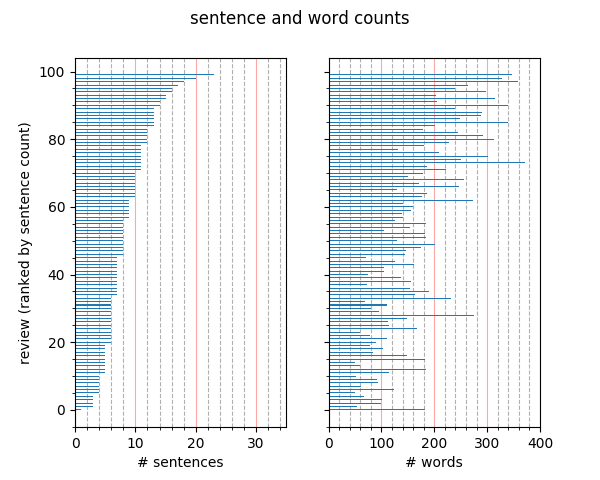 sentence and word counts
100
80
60
40
20
0
review (ranked by sentence count)
0 10 20 30
# sentences
0 100 200 300 400
# words